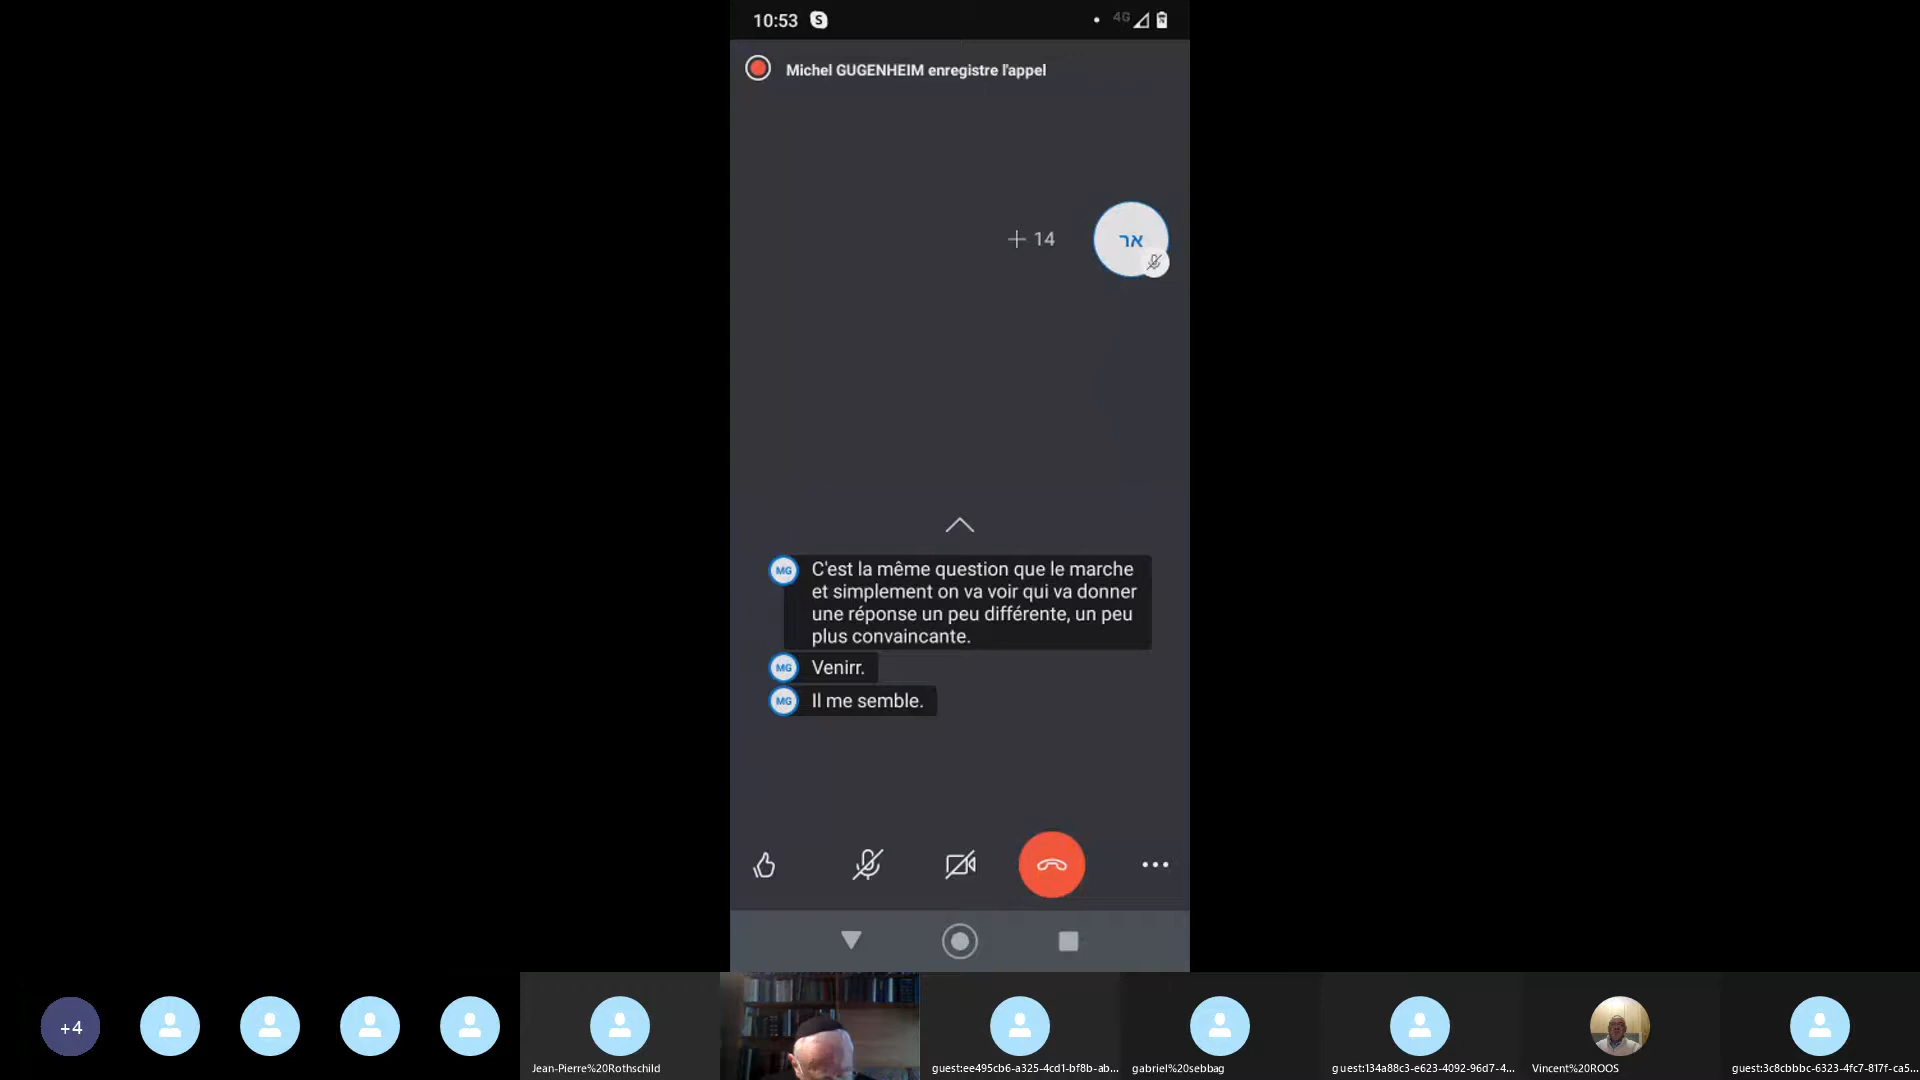 10:53
4G
Michel GUGENHEIM enregistre l'appel
+ 14
אר
MG
C'est la même question que le marche
et simplement on va voir qui va donner
une réponse un peu différente, un peu
plus convaincante.
MG
Venirr.
MG
Il me semble.
+4
Jean-Pierre%20Rothschild
guest:ee495cb6-a325-4cd1-bf8b-ab...
gabriel%20sebbag
guest:134a88c3-e623-4092-96d7-4...
Vincent%20ROOS
guest:3c8cbbbc-6323-4fc7-817f-ca5...